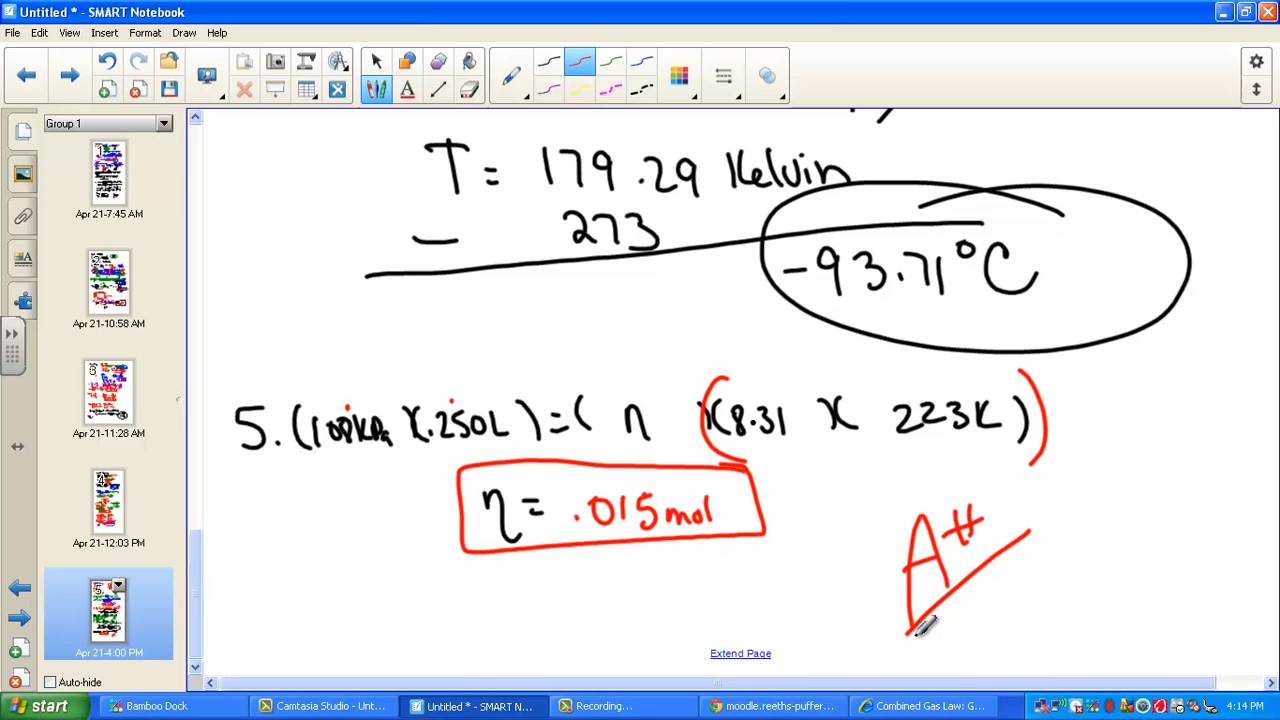 Untitled * - SMART Notebook
File Edit View Insert Format Draw Help
Group 1
Apr 21-7:45 AM
Apr 21-10:58 AM
Apr 21-11:28 AM
Apr 21-12:03 PM
Apr 21-4:00 PM
Auto-hide
T = 179.29 Kelvin
- 273
-93.71°C
5. (108kPa)(.250L) = ( n )(8.31)( 223K )
n = .015mol
A++
Extend Page
start
Bamboo Dock
Camtasia Studio - Unt...
Untitled * - SMART N...
Recording...
moodle.reeths-puffer...
Combined Gas Law: G...
4:14 PM